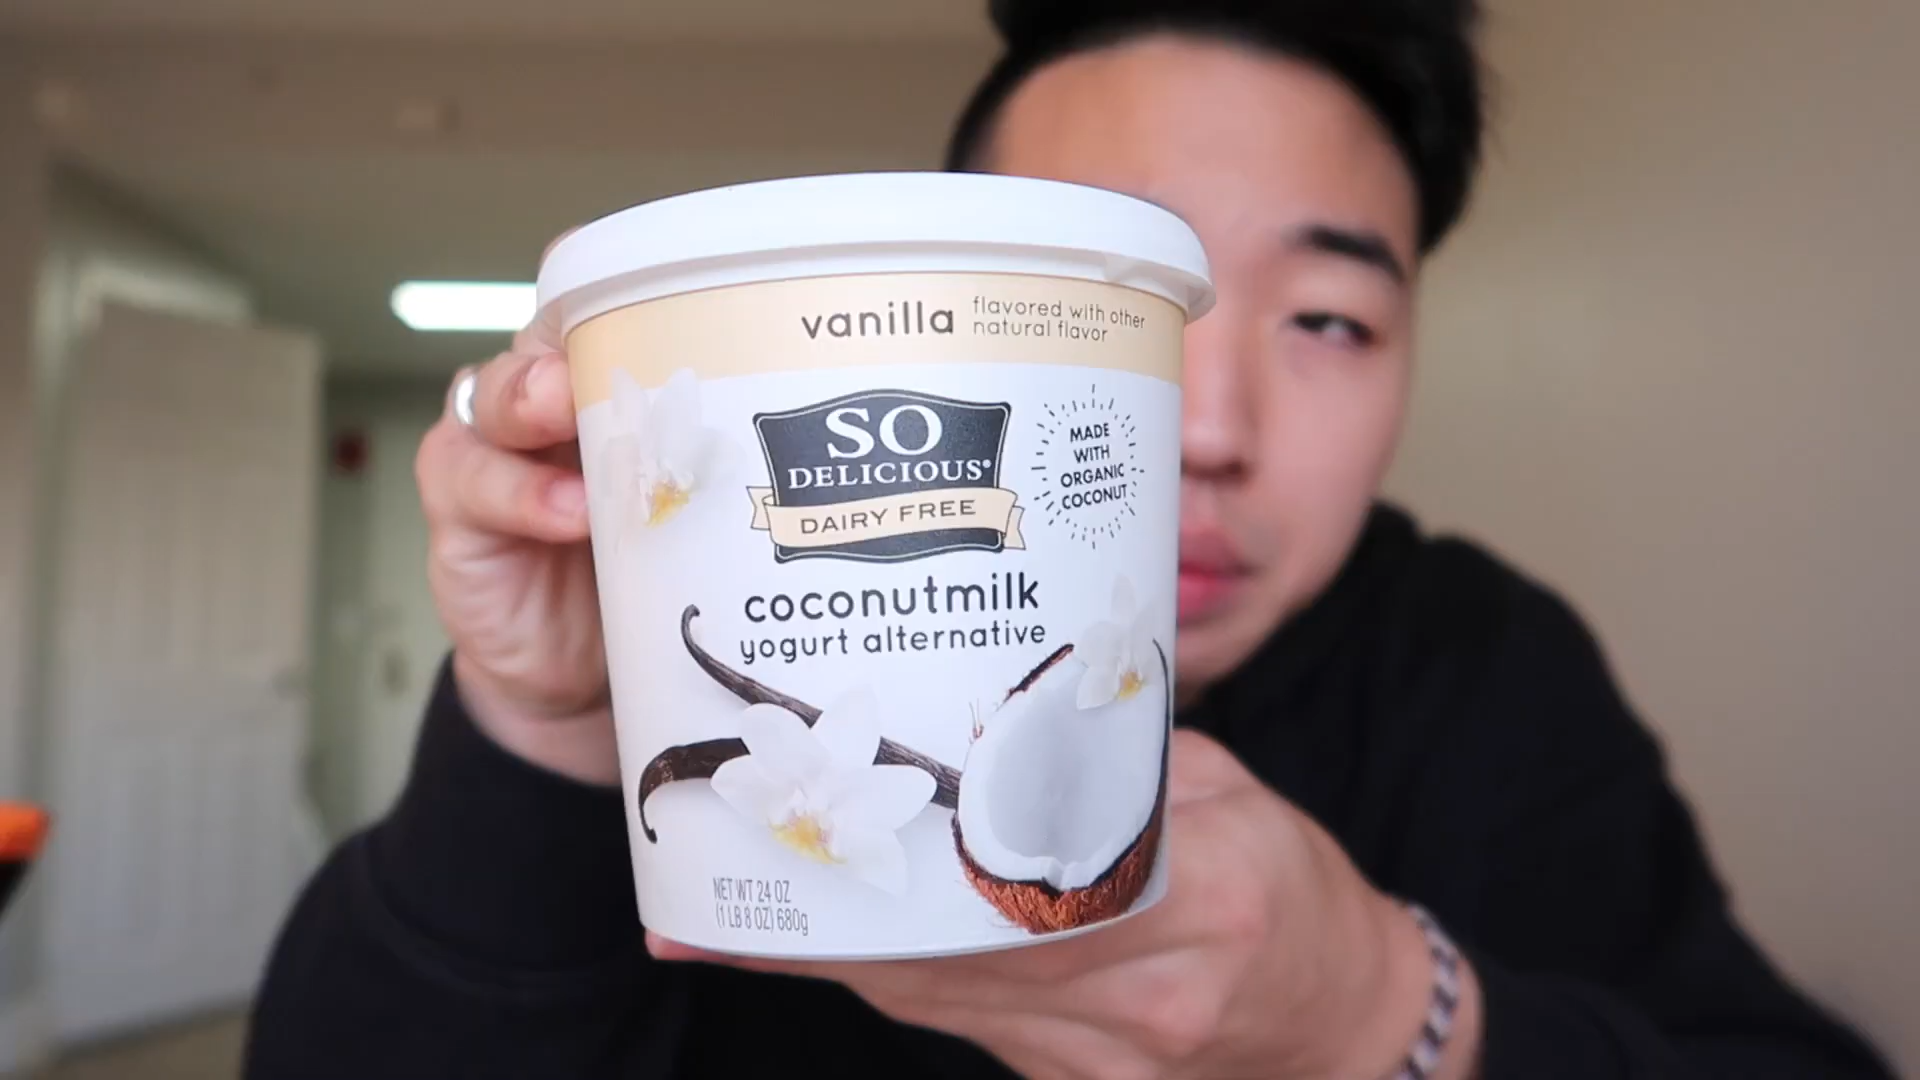 vanilla flavored with other
natural flavor
SO
DELICIOUS®
DAIRY FREE
MADE
WITH
ORGANIC
COCONUT
coconutmilk
yogurt alternative
NET WT 24 OZ
(1 LB 8 OZ) 680g